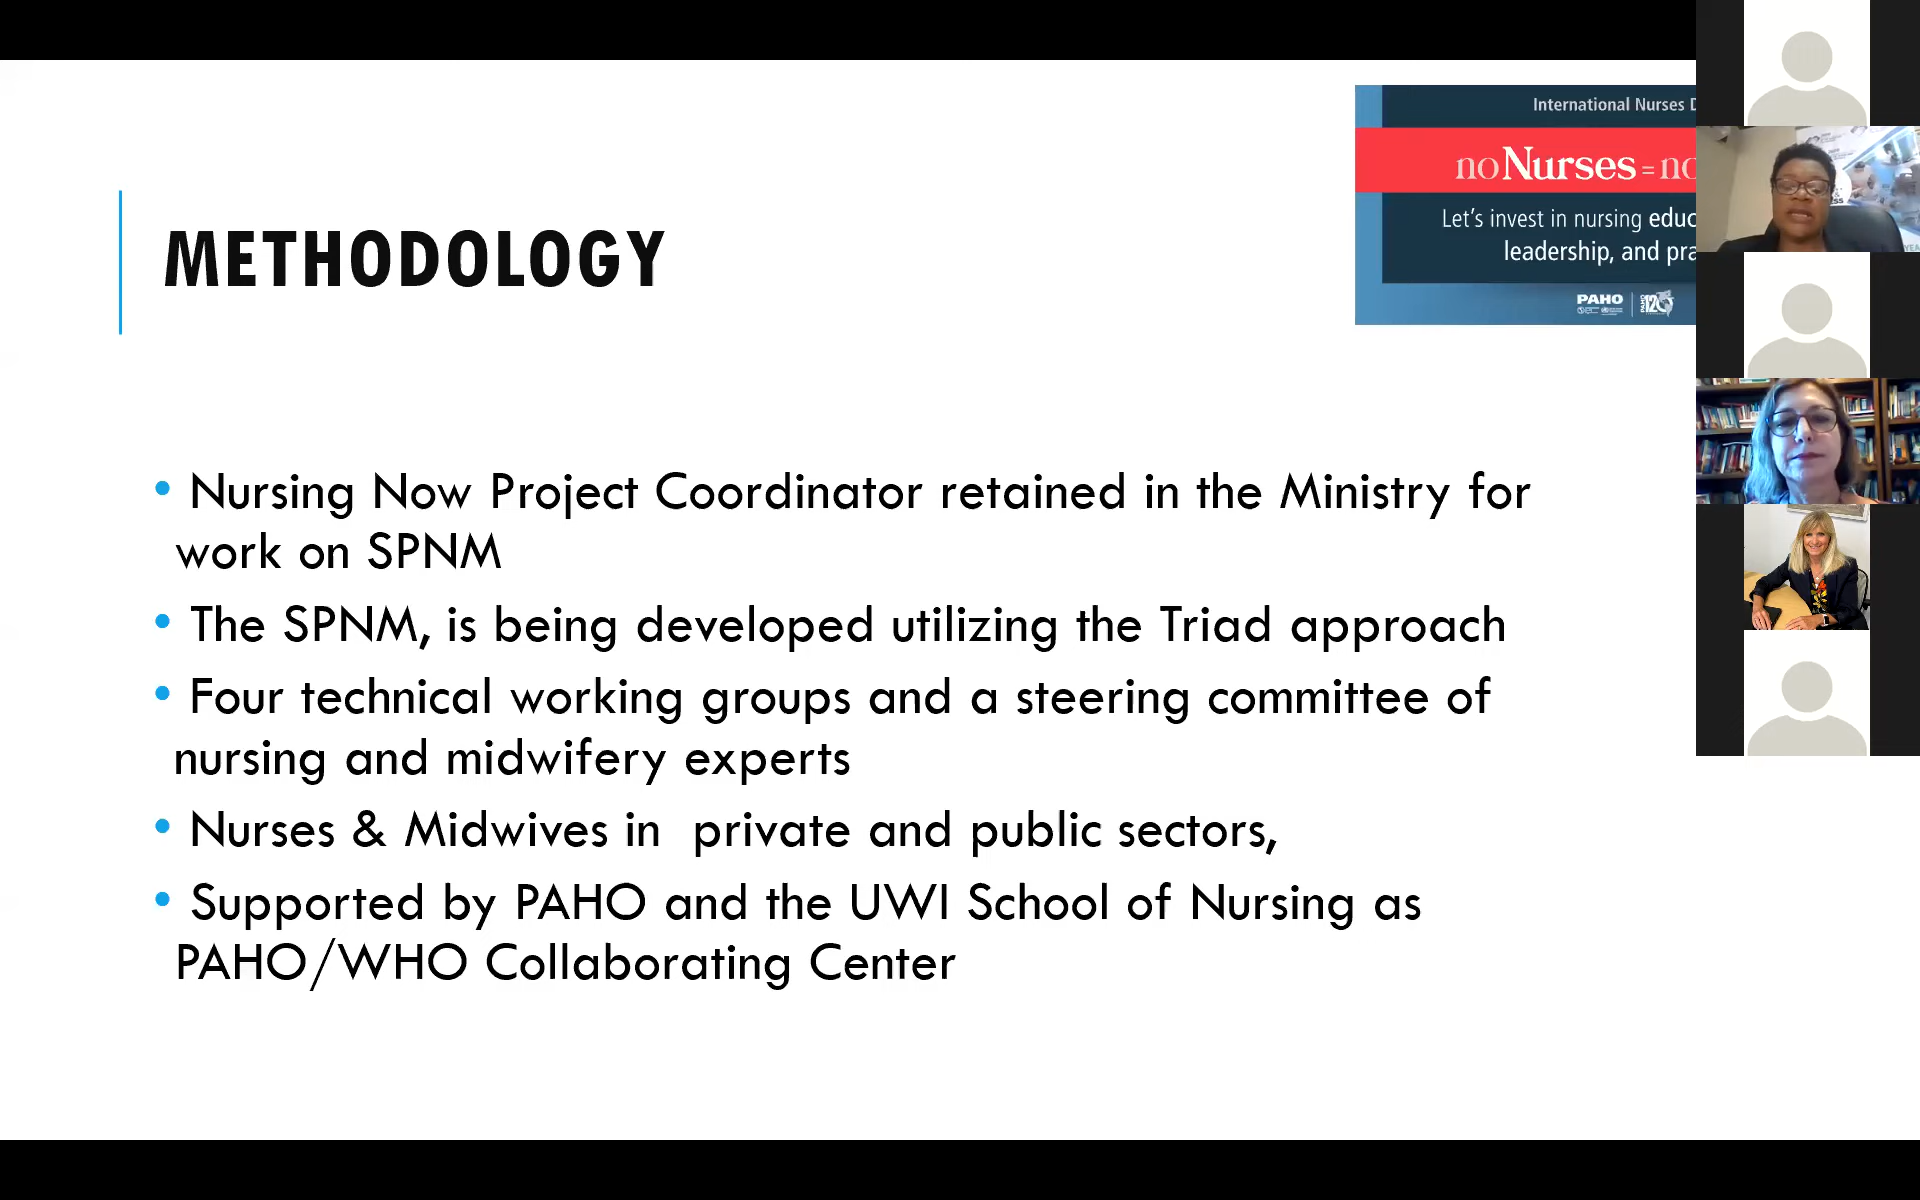 International Nurses
noNurses=no
Let's invest in nursing educ
leadership, and pra
PAHO
PAHO 120
METHODOLOGY
• Nursing Now Project Coordinator retained in the Ministry for
work on SPNM
• The SPNM, is being developed utilizing the Triad approach
• Four technical working groups and a steering committee of
nursing and midwifery experts
• Nurses & Midwives in  private and public sectors,
• Supported by PAHO and the UWI School of Nursing as
PAHO/WHO Collaborating Center